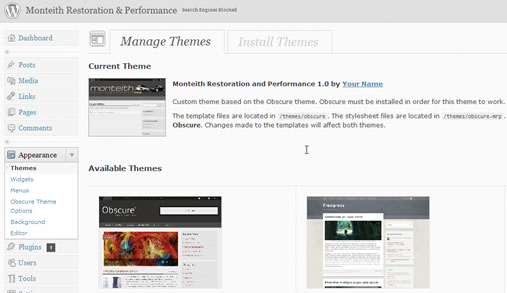 Monteith Restoration & Performance Search Engines Blocked
Dashboard
Posts
Media
Links
Pages
Comments
Appearance
Themes
Widgets
Menus
Obscure Theme
Options
Background
Editor
Plugins 1
Users
Tools
Manage Themes
Install Themes
Current Theme
monteith
Monteith Restoration and Performance 1.0 by Your Name
Custom theme based on the Obscure theme. Obscure must be installed in order for this theme to work.
The template files are located in /themes/obscure . The stylesheet files are located in /themes/obscure-mrp .
Obscure. Changes made to the templates will affect both themes.
Available Themes
Obscure